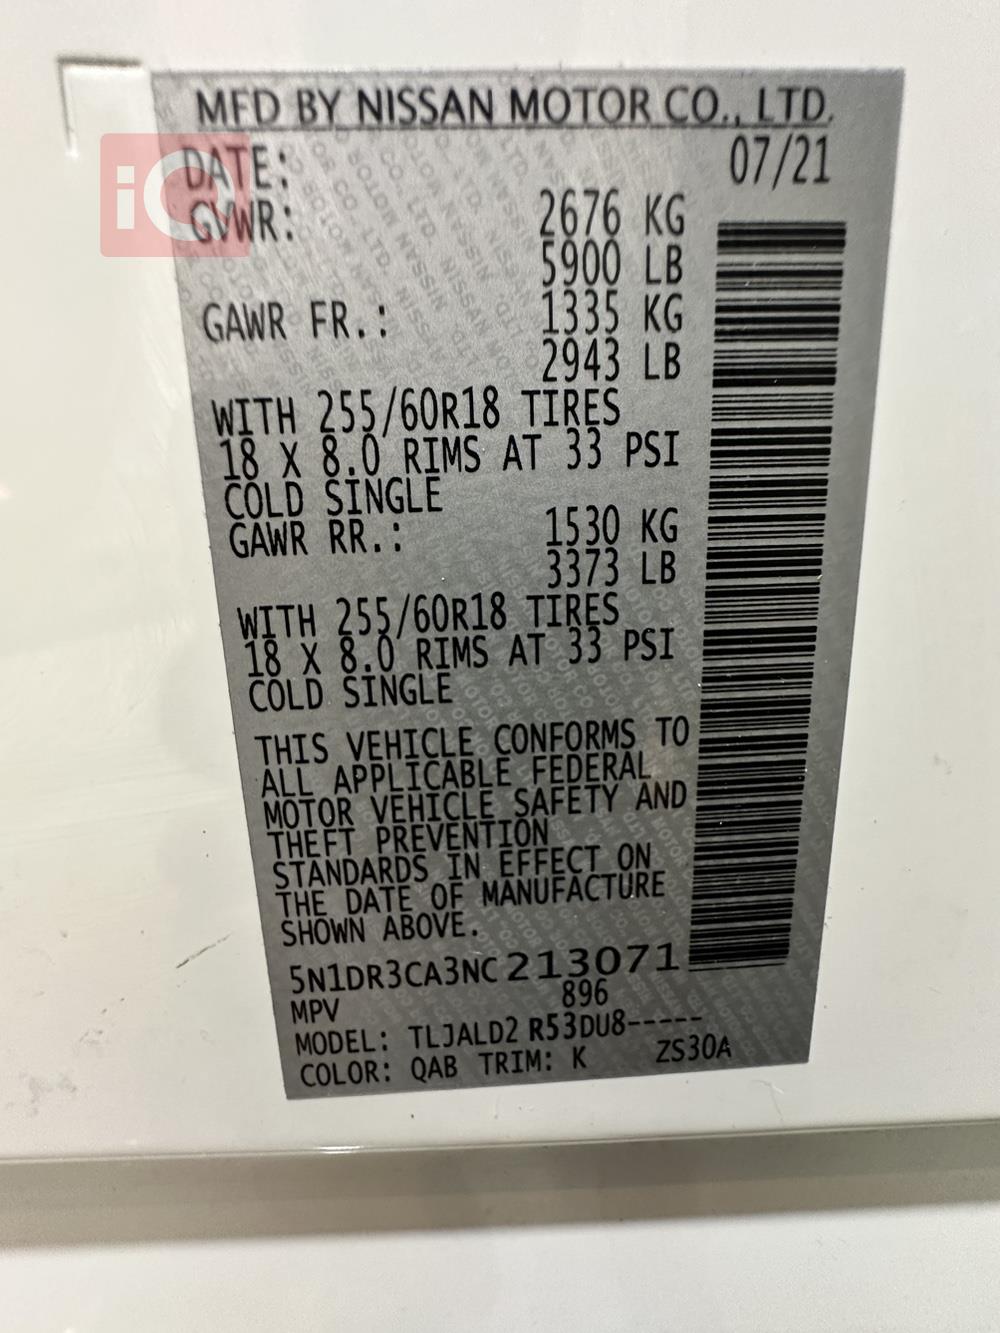 MFD BY NISSAN MOTOR CO., LTD.
DATE: 07/21
GVWR: 2676 KG
5900 LB
GAWR FR.: 1335 KG
2943 LB
WITH 255/60R18 TIRES
18 X 8.0 RIMS AT 33 PSI
COLD SINGLE
GAWR RR.: 1530 KG
3373 LB
WITH 255/60R18 TIRES
18 X 8.0 RIMS AT 33 PSI
COLD SINGLE
THIS VEHICLE CONFORMS TO
ALL APPLICABLE FEDERAL
MOTOR VEHICLE SAFETY AND
THEFT PREVENTION
STANDARDS IN EFFECT ON
THE DATE OF MANUFACTURE
SHOWN ABOVE.
5N1DR3CA3NC213071
MPV 896
MODEL: TLJALD2 R53DU8-----
COLOR: QAB TRIM: K ZS30A
iQ